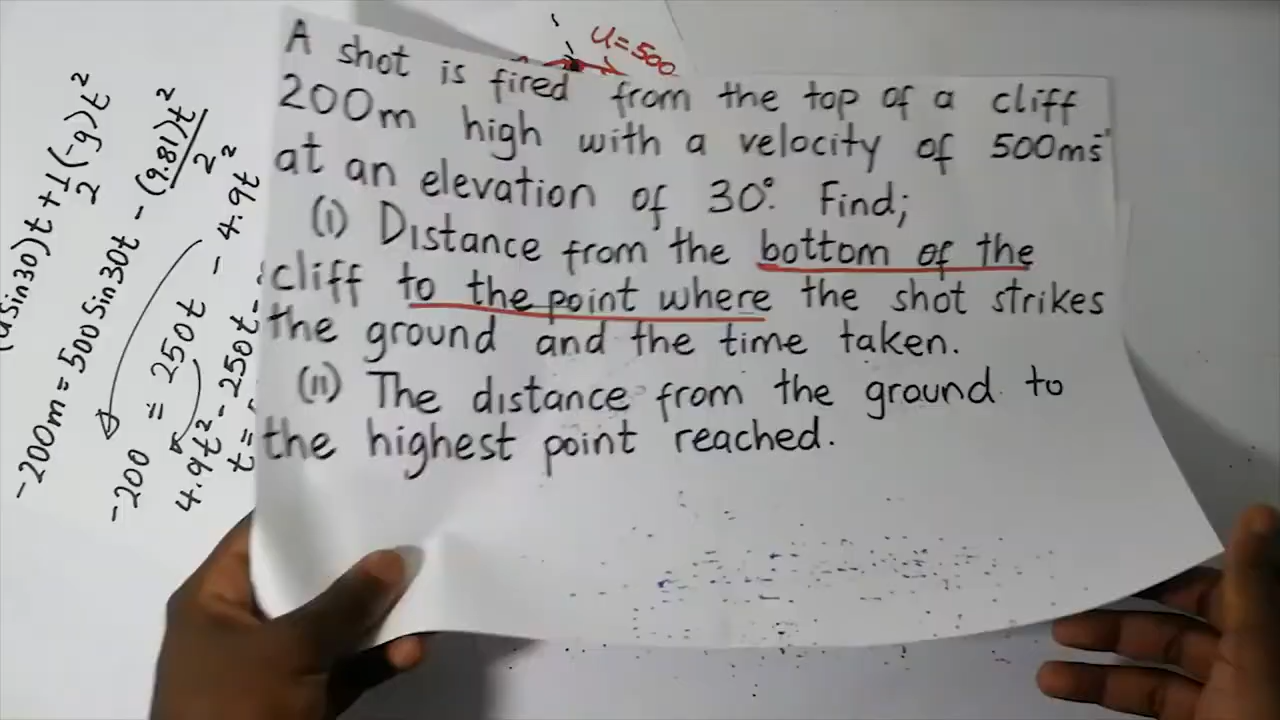 A shot is fired from the top of a cliff
200m high with a velocity of 500ms⁻
at an elevation of 30°. Find;
(i) Distance from the bottom of the
cliff to the point where the shot strikes
the ground and the time taken.
(ii) The distance from the ground to
the highest point reached.
u=500
Sin30)t + 1/2 (-g)t²
-200m = 500 Sin30t - (9.81)t²/2
-200 = 250t - 4.9t²
4.9t² - 250t -
t =